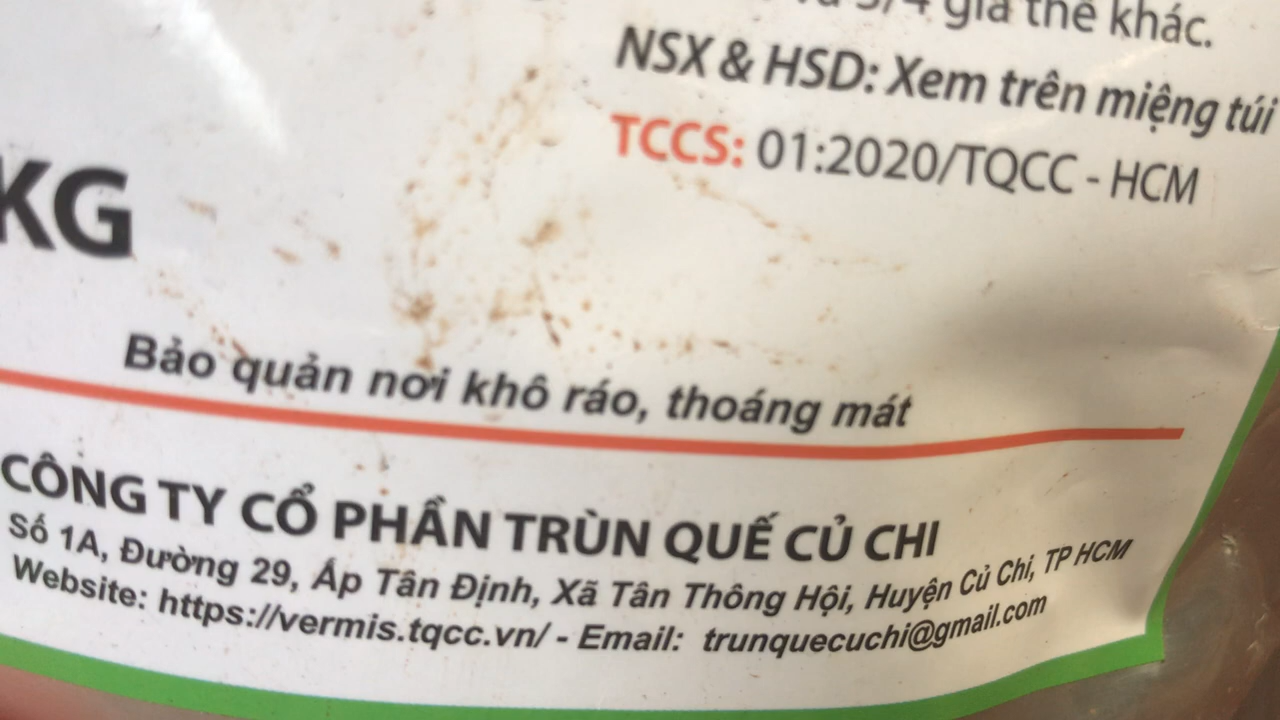 3/4 giá thể khác.
NSX & HSD: Xem trên miệng túi
TCCS: 01:2020/TQCC - HCM
KG
Bảo quản nơi khô ráo, thoáng mát
CÔNG TY CỔ PHẦN TRÙN QUẾ CỦ CHI
Số 1A, Đường 29, Ấp Tân Định, Xã Tân Thông Hội, Huyện Củ Chi, TP HCM
Website: https://vermis.tqcc.vn/ - Email: trunquecuchi@gmail.com